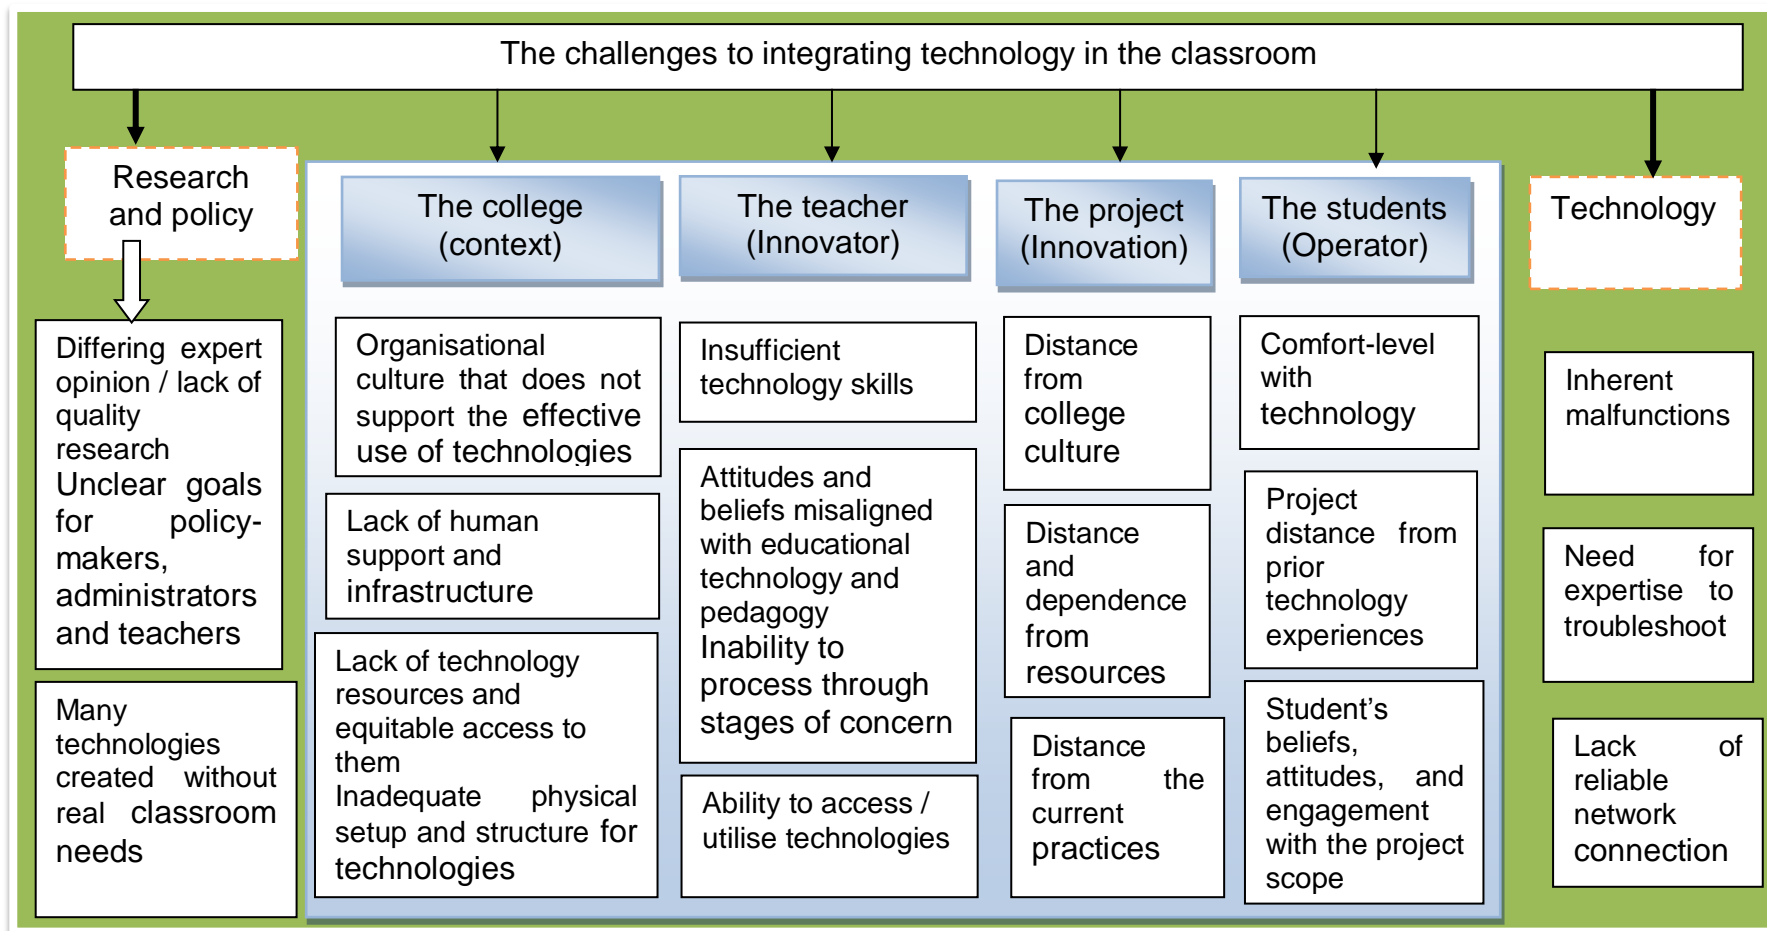 The challenges to integrating technology in the classroom
Research
and policy
Differing expert
opinion / lack of
quality
research
Unclear goals
for policy-
makers,
administrators
and teachers
Many
technologies
created without
real classroom
needs
The college
(context)
Organisational
culture that does not
support the effective
use of technologies
Lack of human
support and
infrastructure
Lack of technology
resources and
equitable access to
them
Inadequate physical
setup and structure for
technologies
The teacher
(Innovator)
Insufficient
technology skills
Attitudes and
beliefs misaligned
with educational
technology and
pedagogy
Inability to
process through
stages of concern
Ability to access /
utilise technologies
The project
(Innovation)
Distance
from
college
culture
Distance
and
dependence
from
resources
Distance
from the
current
practices
The students
(Operator)
Comfort-level
with
technology
Project
distance from
prior
technology
experiences
Student’s
beliefs,
attitudes, and
engagement
with the project
scope
Technology
Inherent
malfunctions
Need for
expertise to
troubleshoot
Lack of
reliable
network
connection